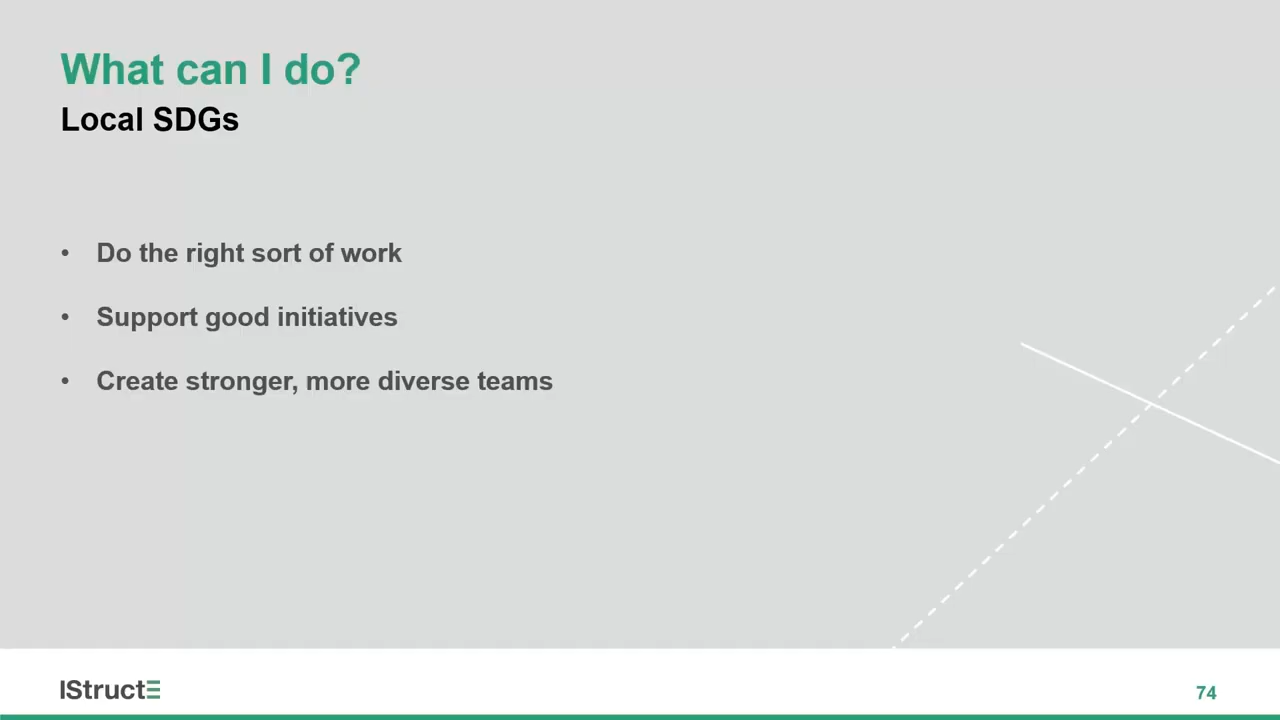 What can I do?
Local SDGs
• Do the right sort of work
• Support good initiatives
• Create stronger, more diverse teams
IStructE
74